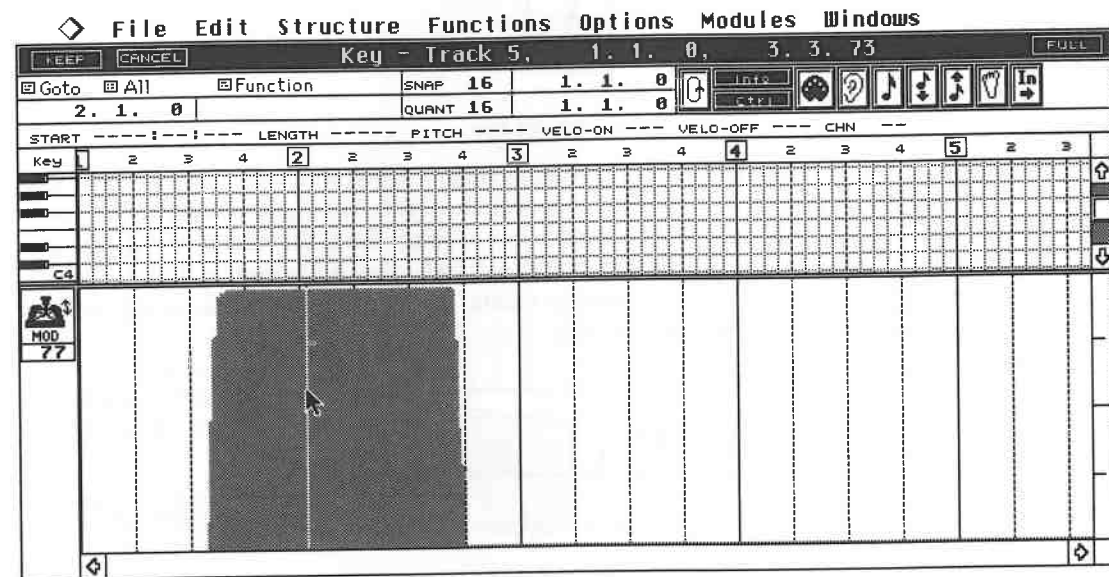 File Edit Structure Functions Options Modules Windows
KEEP CANCEL Key - Track 5, 1. 1. 0, 3. 3. 73 FULL
Goto All Function SNAP 16 1. 1. 0 Info In
2. 1. 0 QUANT 16 1. 1. 0 Ctrl
START ----:--:--- LENGTH ----- PITCH ---- VELO-ON --- VELO-OFF --- CHN --
Key 1 2 3 4 2 2 3 4 3 2 3 4 4 2 3 4 5 2 3
C4
MOD
77